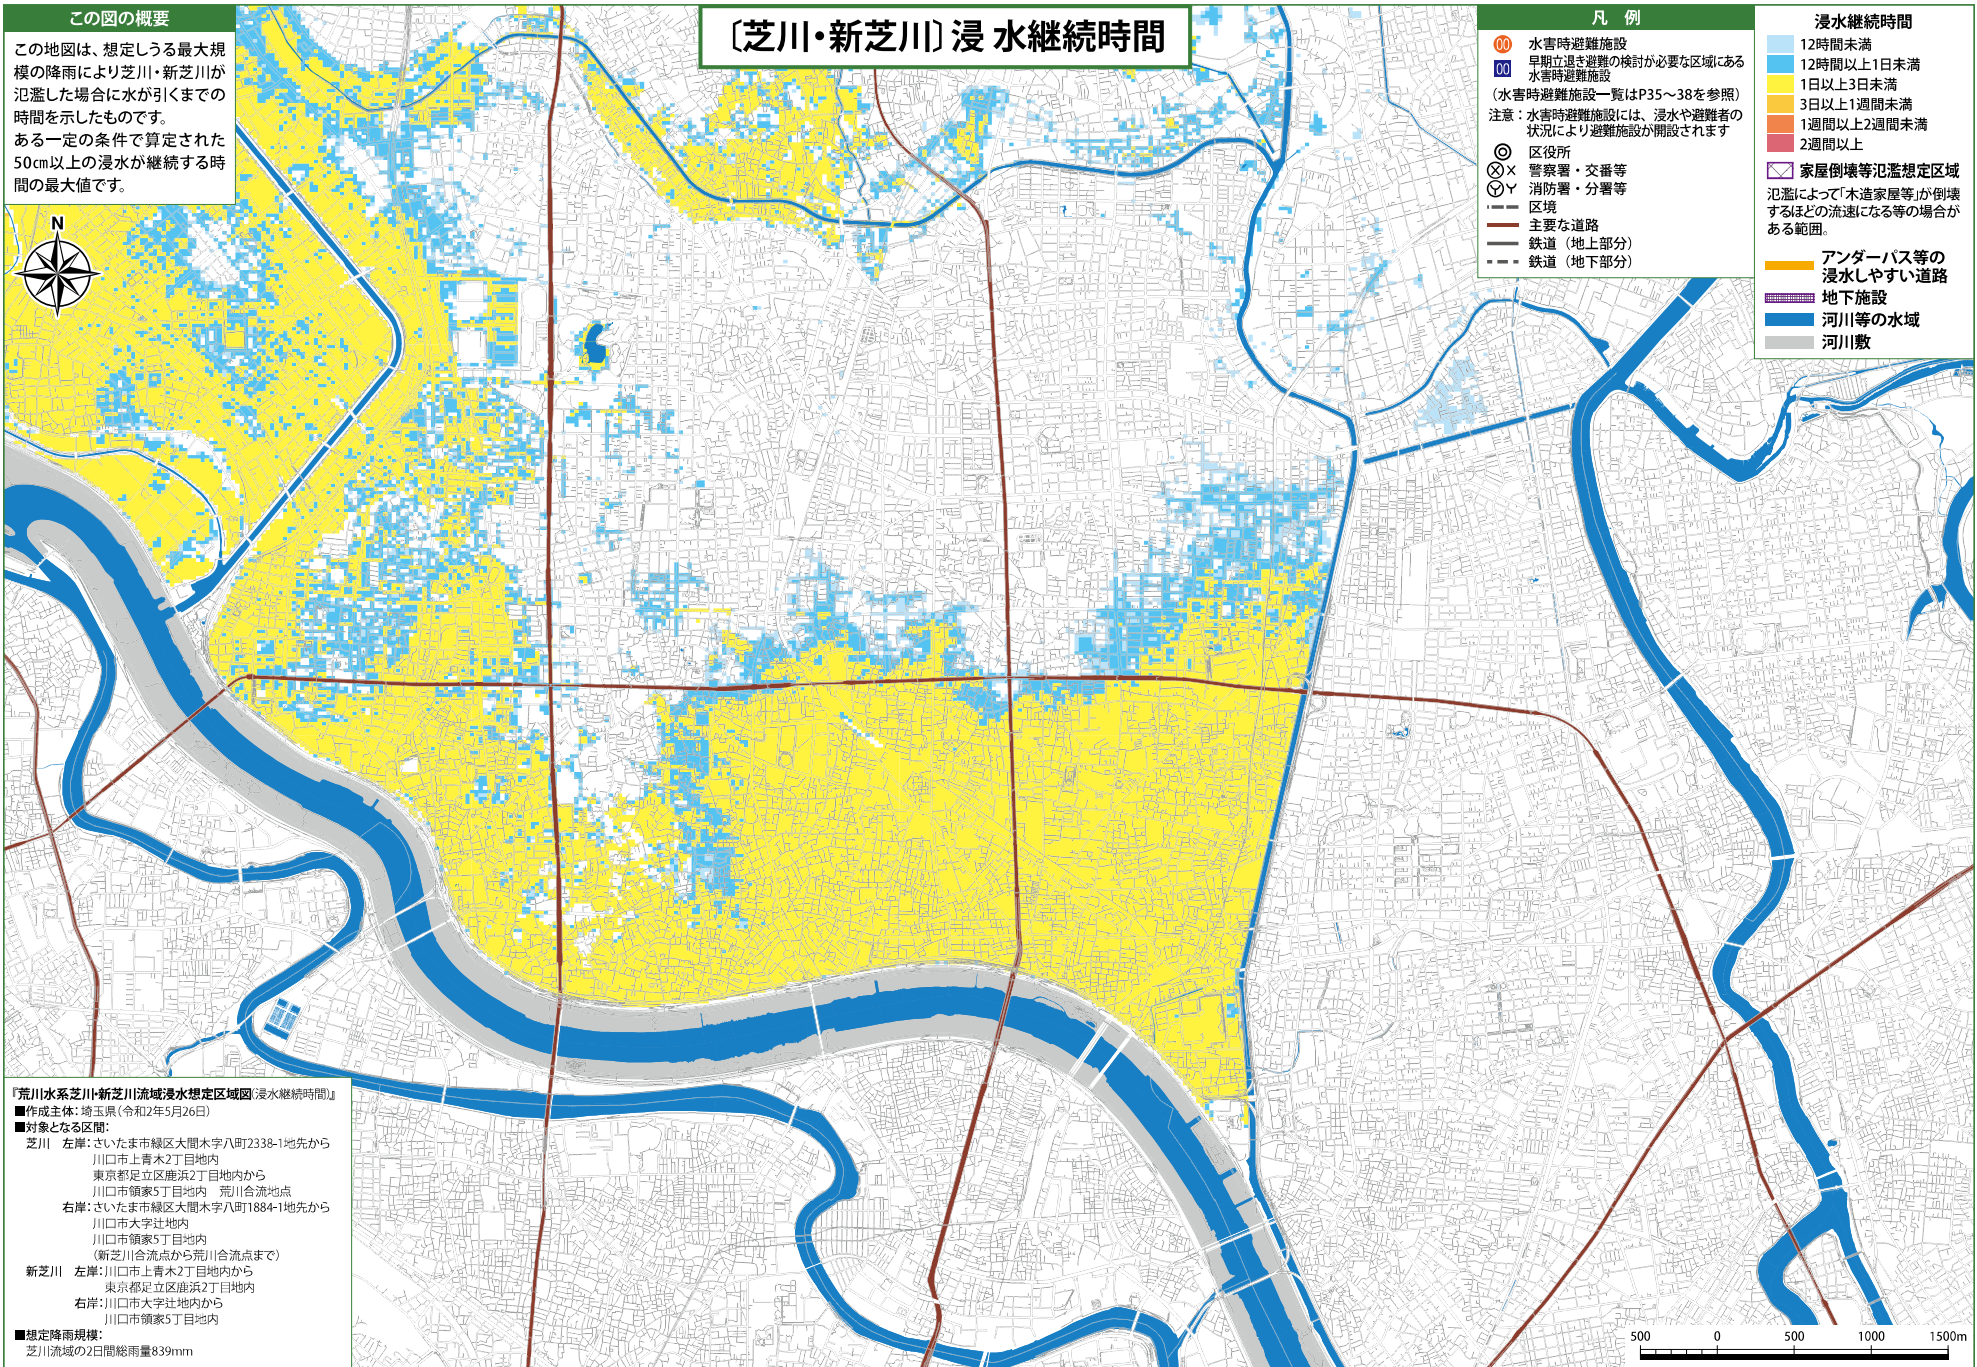 この図の概要
この地図は、想定しうる最大規
模の降雨により芝川・新芝川が
氾濫した場合に水が引くまでの
時間を示したものです。
ある一定の条件で算定された
50㎝以上の浸水が継続する時
間の最大値です。
N
〔芝川・新芝川〕浸水継続時間
凡 例
00 水害時避難施設
00 早期立退き避難の検討が必要な区域にある
水害時避難施設
(水害時避難施設一覧はP35～38を参照)
注意：水害時避難施設には、浸水や避難者の
状況により避難施設が開設されます
区役所
警察署・交番等
消防署・分署等
区境
主要な道路
鉄道（地上部分）
鉄道（地下部分）
浸水継続時間
12時間未満
12時間以上1日未満
1日以上3日未満
3日以上1週間未満
1週間以上2週間未満
2週間以上
家屋倒壊等氾濫想定区域
氾濫によって「木造家屋等」が倒壊
するほどの流速になる等の場合が
ある範囲。
アンダーパス等の
浸水しやすい道路
地下施設
河川等の水域
河川敷
『荒川水系芝川・新芝川流域浸水想定区域図(浸水継続時間)』
■作成主体：埼玉県（令和2年5月26日）
■対象となる区間：
芝川 左岸：さいたま市緑区大間木字八町2338-1地先から
川口市上青木2丁目地内
東京都足立区鹿浜2丁目地内から
川口市領家5丁目地内 荒川合流地点
右岸：さいたま市緑区大間木字八町1884-1地先から
川口市大字辻地内
川口市領家5丁目地内
（新芝川合流点から荒川合流点まで）
新芝川 左岸：川口市上青木2丁目地内から
東京都足立区鹿浜2丁目地内
右岸：川口市大字辻地内から
川口市領家5丁目地内
■想定降雨規模：
芝川流域の2日間総雨量839mm
500 0 500 1000 1500m